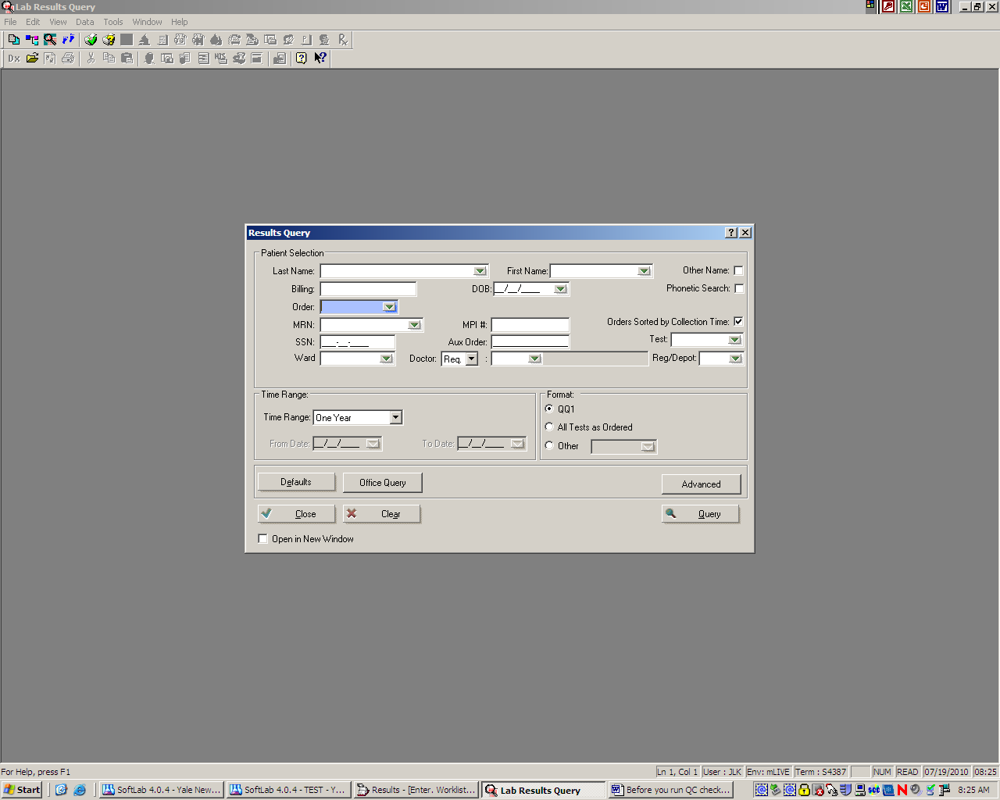 Lab Results Query
File Edit View Data Tools Window Help
Dx
Results Query
Patient Selection
Last Name: First Name: Other Name:
Billing: DOB: __/__/____ Phonetic Search:
Order:
MRN: MPI #: Orders Sorted by Collection Time:
SSN: ___-__-____ Aux Order: Test:
Ward Doctor: Req. : Reg/Depot:
Time Range: Format:
Time Range: One Year QQ1
All Tests as Ordered
From Date: __/__/____ To Date: __/__/____ Other
Defaults Office Query Advanced
Close Clear Query
Open in New Window
For Help, press F1 Ln 1, Col 1 User : JLK Env: mLIVE Term : S4387 NUM READ 07/19/2010 08:25
Start SoftLab 4.0.4 - Yale New... SoftLab 4.0.4 - TEST - Y... Results - [Enter. Worklist... Lab Results Query Before you run QC check... 8:25 AM